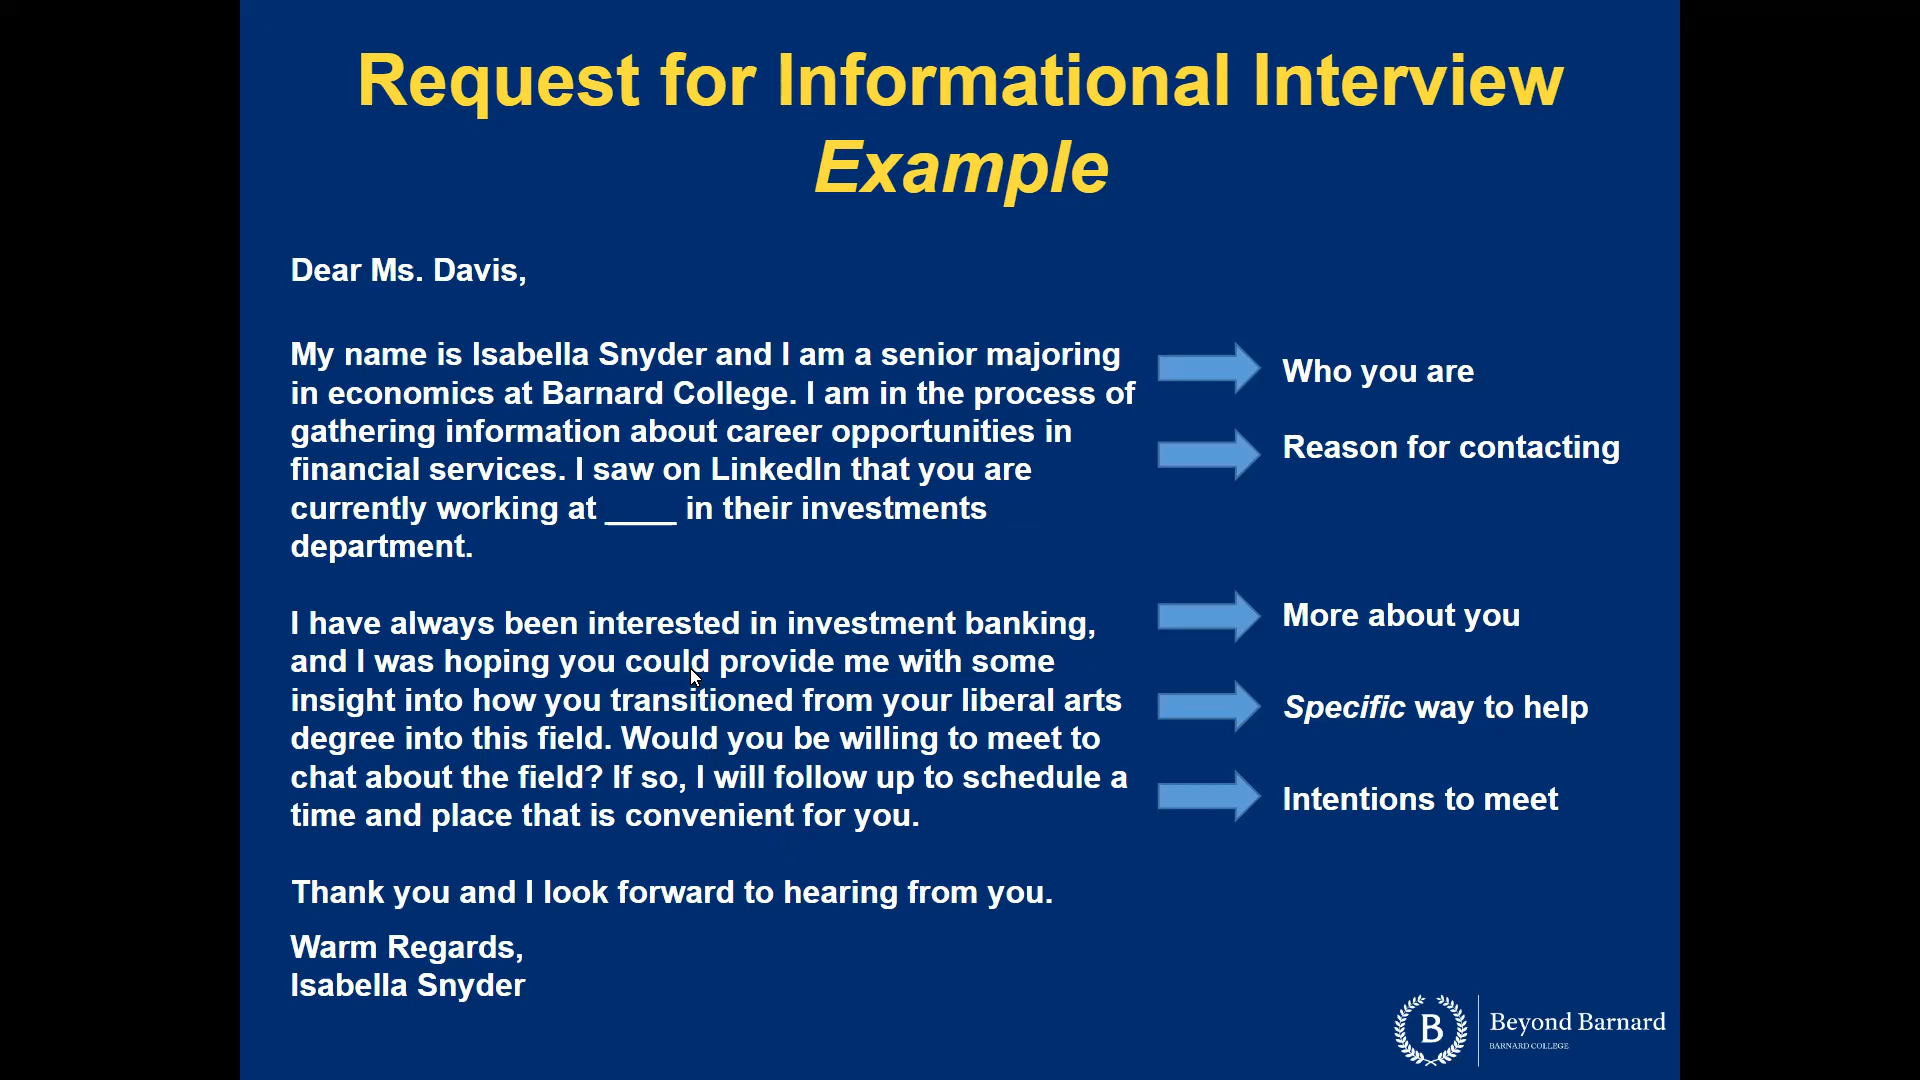 Request for Informational Interview
Example
Dear Ms. Davis,
My name is Isabella Snyder and I am a senior majoring
in economics at Barnard College. I am in the process of
gathering information about career opportunities in
financial services. I saw on LinkedIn that you are
currently working at ____ in their investments
department.
Who you are
Reason for contacting
I have always been interested in investment banking,
and I was hoping you could provide me with some
insight into how you transitioned from your liberal arts
degree into this field. Would you be willing to meet to
chat about the field? If so, I will follow up to schedule a
time and place that is convenient for you.
More about you
Specific way to help
Intentions to meet
Thank you and I look forward to hearing from you.
Warm Regards,
Isabella Snyder
B
Beyond Barnard
BARNARD COLLEGE